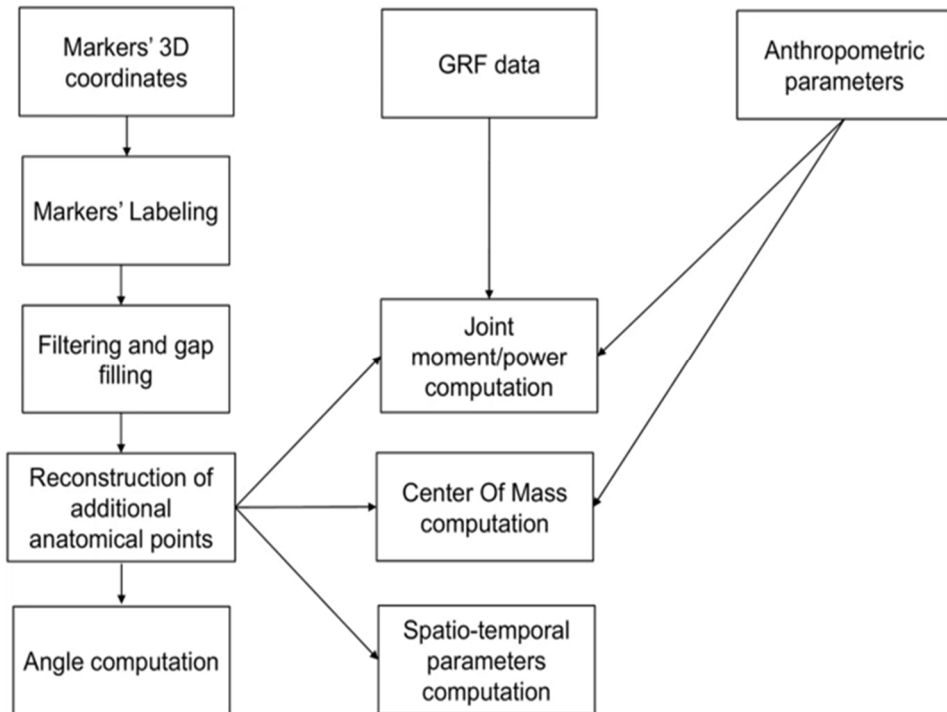 Markers' 3D
coordinates
GRF data
Anthropometric
parameters
Markers' Labeling
Filtering and gap
filling
Joint
moment/power
computation
Reconstruction of
additional
anatomical points
Center Of Mass
computation
Angle computation
Spatio-temporal
parameters
computation